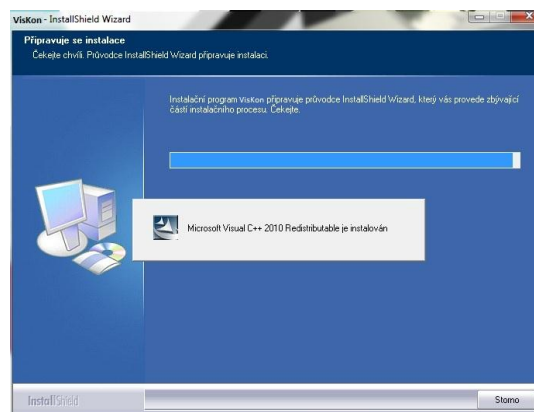 VisKon - InstallShield Wizard
Připravuje se instalace
Čekejte chvíli. Průvodce InstallShield Wizard připravuje instalaci.
Instalační program VisKon připravuje průvodce InstallShield Wizard, který vás provede zbývající
částí instalačního procesu. Čekejte.
Microsoft Visual C++ 2010 Redistributable je instalován
InstallShield
Storno